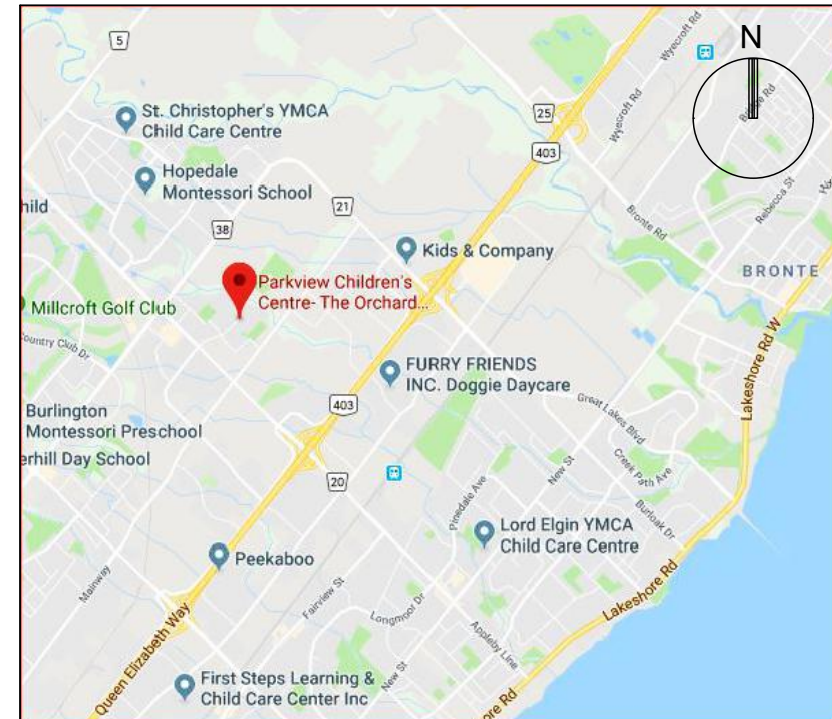 5
Wyecroft Rd
N
St. Christopher's YMCA
Child Care Centre
25
Wyecroft Rd
403
Hopedale
Montessori School
Rebecca St
hild
21
38
Bronte Rd
Kids & Company
BRONTE
Parkview Children's
Centre- The Orchard...
Millcroft Golf Club
Country Club Dr
Lakeshore Rd W
FURRY FRIENDS
INC. Doggie Daycare
403
Great Lakes Blvd
Burlington
Montessori Preschool
erhill Day School
New St
Creek Path Ave
20
Pinedale Ave
Burloak Dr
Lord Elgin YMCA
Child Care Centre
Peekaboo
Mainway
Fairview St
Longmoor Dr
Lakeshore Rd
Appleby Line
Queen Elizabeth Way
New St
First Steps Learning &
Child Care Center Inc
ore Rd